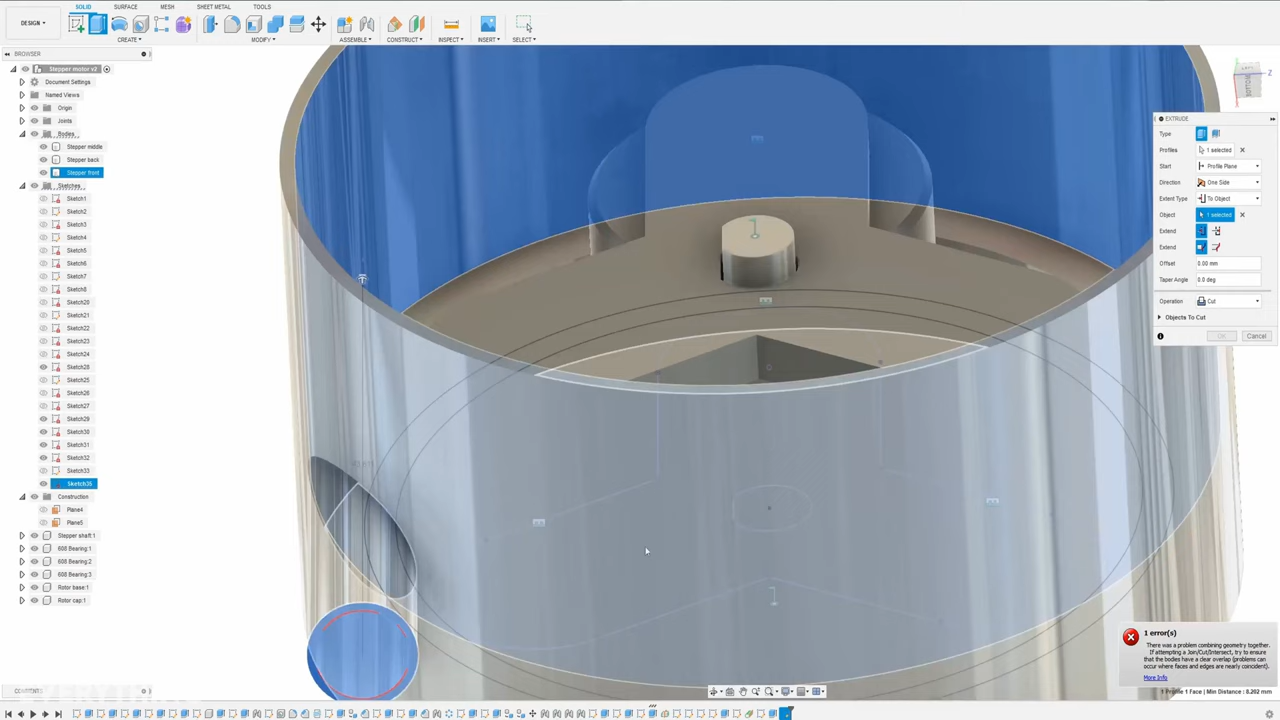 SOLID
SURFACE
MESH
SHEET METAL
TOOLS
DESIGN
CREATE
MODIFY
ASSEMBLE
CONSTRUCT
INSPECT
INSERT
SELECT
BROWSER
Stepper motor v2
Document Settings
Named Views
Origin
Joints
Bodies
Stepper middle
Stepper back
Stepper front
Sketches
Sketch1
Sketch2
Sketch3
Sketch4
Sketch5
Sketch6
Sketch7
Sketch8
Sketch20
Sketch21
Sketch22
Sketch23
Sketch24
Sketch28
Sketch25
Sketch26
Sketch27
Sketch29
Sketch30
Sketch31
Sketch32
Sketch33
Sketch35
Construction
Plane4
Plane5
Stepper shaft:1
608 Bearing:1
608 Bearing:2
608 Bearing:3
Rotor base:1
Rotor cap:1
COMMENTS
Z
BOTTOM
EXTRUDE
Type
Profiles 1 selected
Start Profile Plane
Direction One Side
Extent Type To Object
Object 1 selected
Extend
Extend
Offset 0.00 mm
Taper Angle 0.0 deg
Operation Cut
Objects To Cut
OK Cancel
1 error(s)
There was a problem combining geometry together.
If attempting a Join/Cut/Intersect, try to ensure
that the bodies have a clear overlap (problems can
occur where faces and edges are nearly coincident).
More Info
1 Profile 1 Face | Min Distance : 8.202 mm